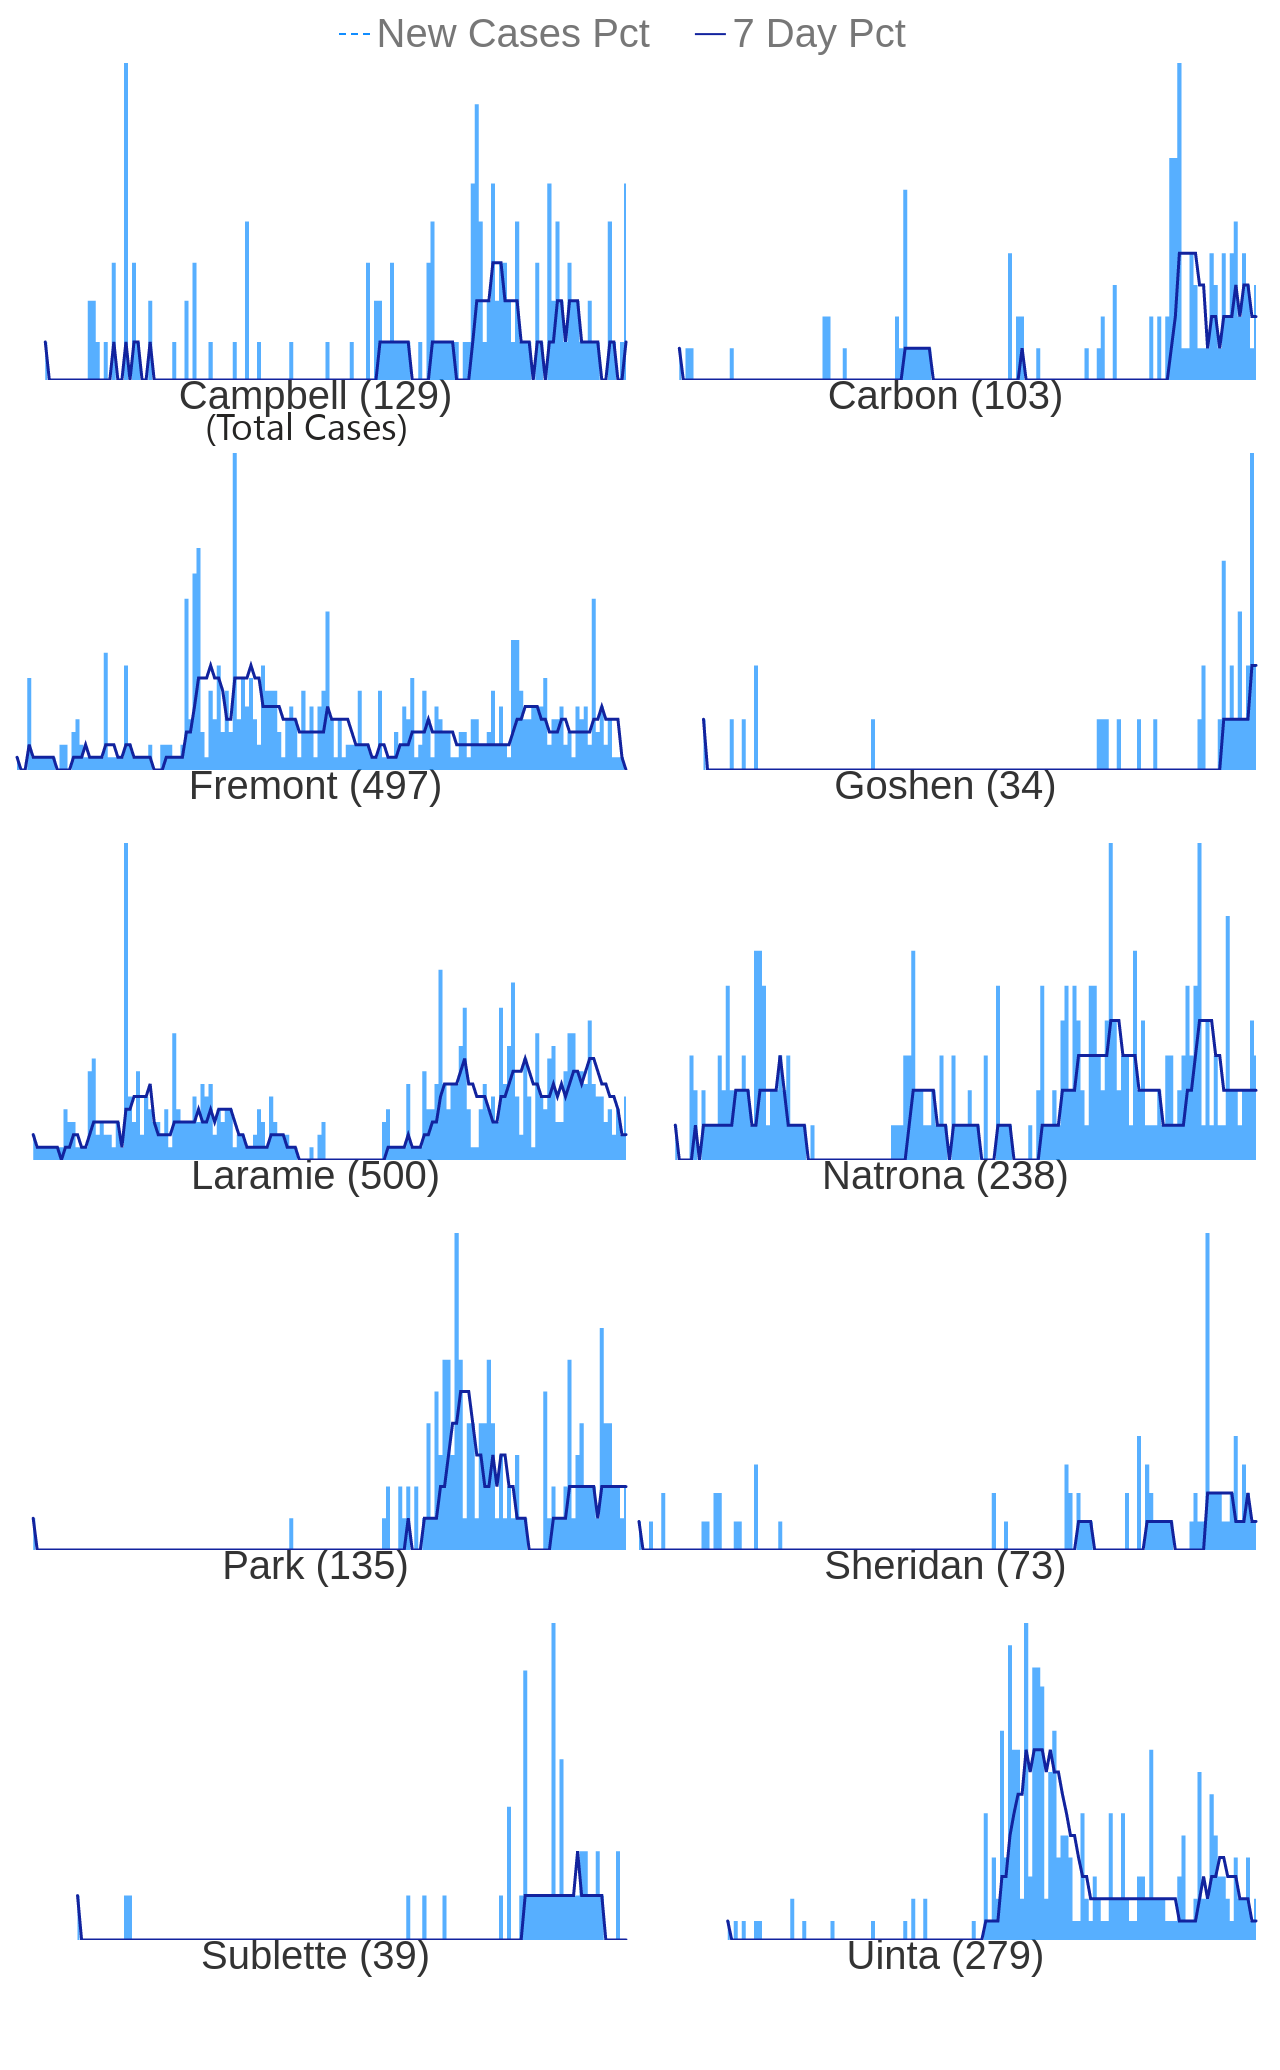 New Cases Pct 7 Day Pct
Campbell (129) Carbon (103)
(Total Cases)
Fremont (497) Goshen (34)
Laramie (500) Natrona (238)
Park (135) Sheridan (73)
Sublette (39) Uinta (279)